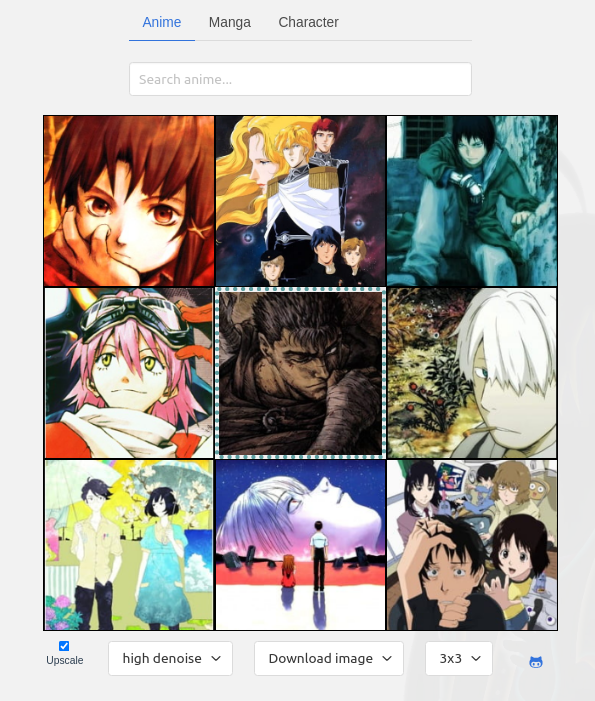 Anime Manga Character
Search anime...
Upscale
high denoise
Download image
3x3